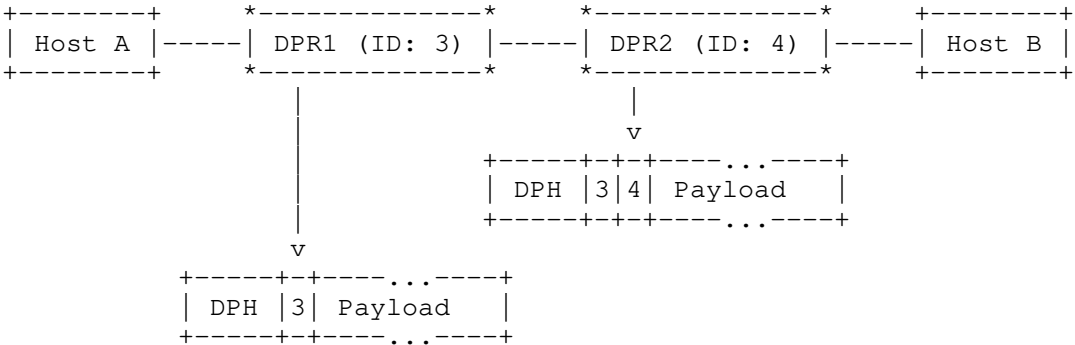 Host A DPR1 (ID: 3) DPR2 (ID: 4) Host B
v
DPH 3 4 Payload
v
DPH 3 Payload